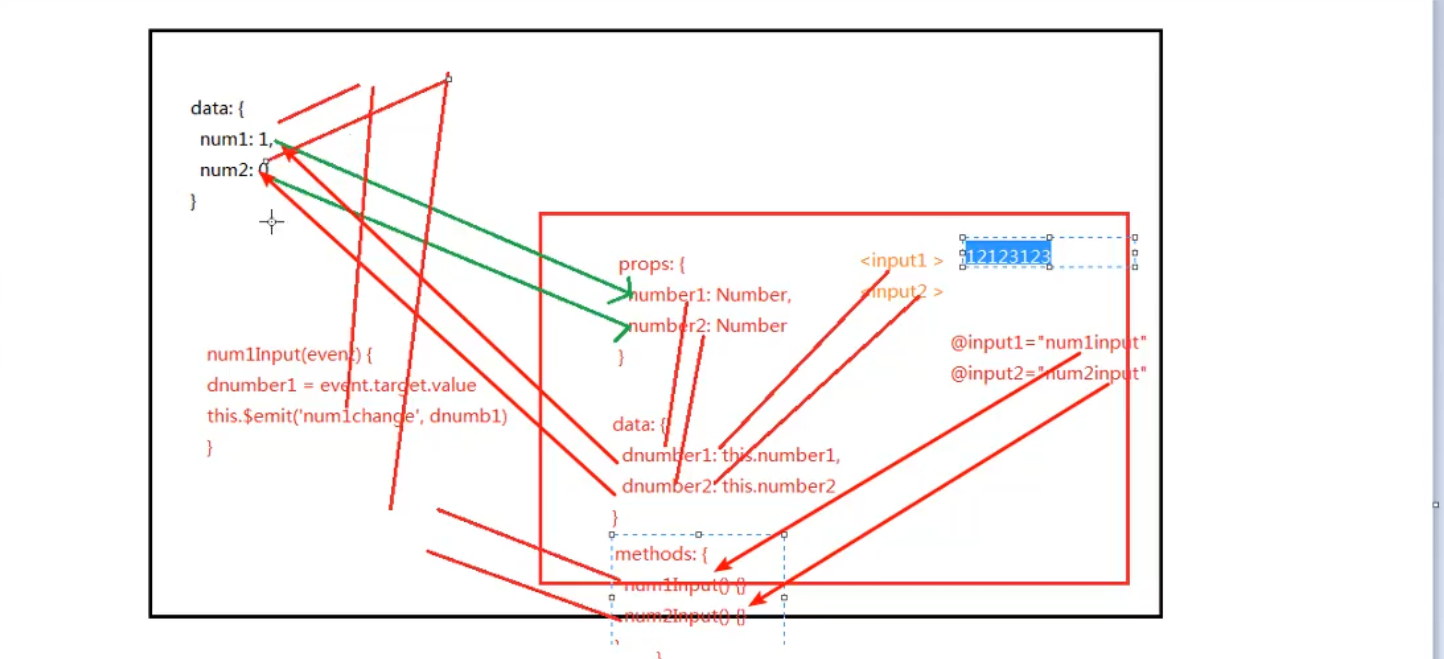 data: {
num1: 1,
num2: 0
}
num1Input(event) {
dnumber1 = event.target.value
this.$emit('num1change', dnumb1)
}
props: {
number1: Number,
number2: Number
}
<input1 >
<input2 >
12123123
@input1="num1input"
@input2="num2input"
data: {
dnumber1: this.number1,
dnumber2: this.number2
}
methods: {
num1Input() {}
num2Input() {}
}